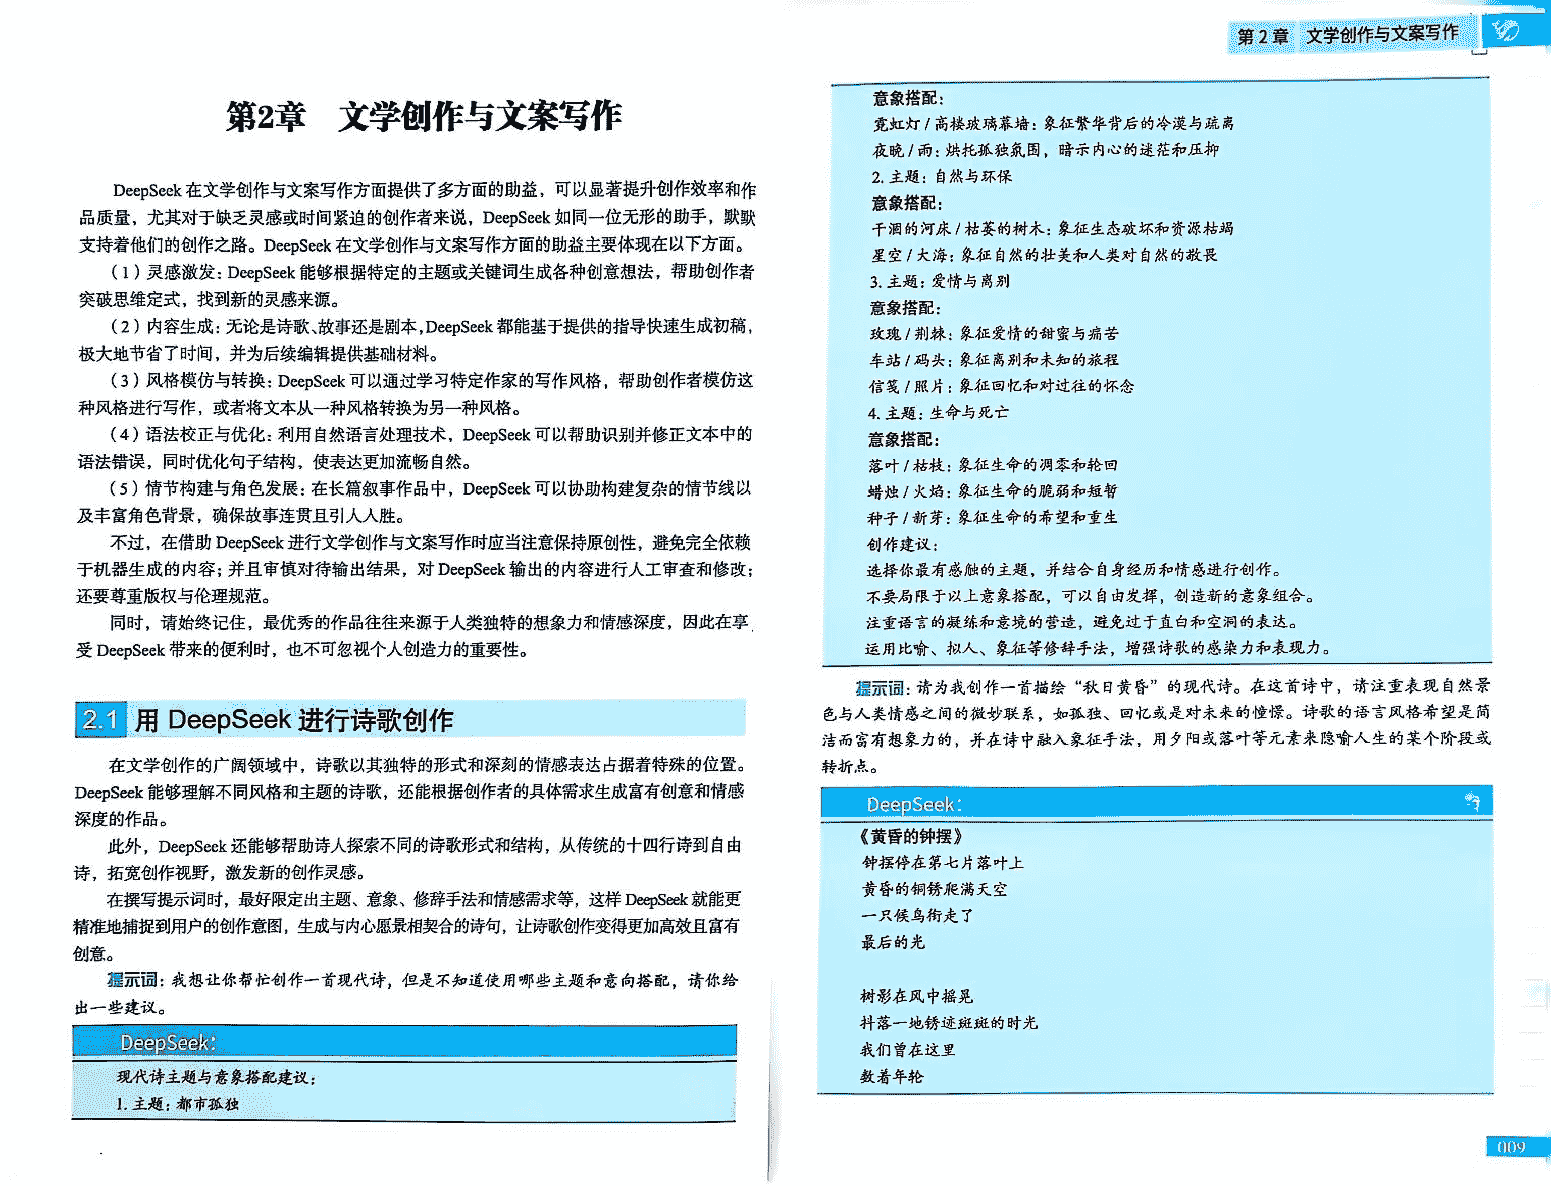 第2章 文学创作与文案写作
DeepSeek 在文学创作与文案写作方面提供了多方面的助益，可以显著提升创作效率和作
品质量，尤其对于缺乏灵感或时间紧迫的创作者来说，DeepSeek 如同一位无形的助手，默默
支持着他们的创作之路。DeepSeek 在文学创作与文案写作方面的助益主要体现在以下方面。
（1）灵感激发：DeepSeek 能够根据特定的主题或关键词生成各种创意想法，帮助创作者
突破思维定式，找到新的灵感来源。
（2）内容生成：无论是诗歌、故事还是剧本，DeepSeek 都能基于提供的指导快速生成初稿，
极大地节省了时间，并为后续编辑提供基础材料。
（3）风格模仿与转换：DeepSeek 可以通过学习特定作家的写作风格，帮助创作者模仿这
种风格进行写作，或者将文本从一种风格转换为另一种风格。
（4）语法校正与优化：利用自然语言处理技术，DeepSeek 可以帮助识别并修正文本中的
语法错误，同时优化句子结构，使表达更加流畅自然。
（5）情节构建与角色发展：在长篇叙事作品中，DeepSeek 可以协助构建复杂的情节线以
及丰富角色背景，确保故事连贯且引人入胜。
不过，在借助 DeepSeek 进行文学创作与文案写作时应当注意保持原创性，避免完全依赖
于机器生成的内容；并且审慎对待输出结果，对 DeepSeek 输出的内容进行人工审查和修改；
还要尊重版权与伦理规范。
同时，请始终记住，最优秀的作品往往来源于人类独特的想象力和情感深度，因此在享
受 DeepSeek 带来的便利时，也不可忽视个人创造力的重要性。
2.1 用 DeepSeek 进行诗歌创作
在文学创作的广阔领域中，诗歌以其独特的形式和深刻的情感表达占据着特殊的位置。
DeepSeek 能够理解不同风格和主题的诗歌，还能根据创作者的具体需求生成富有创意和情感
深度的作品。
此外，DeepSeek 还能够帮助诗人探索不同的诗歌形式和结构，从传统的十四行诗到自由
诗，拓宽创作视野，激发新的创作灵感。
在撰写提示词时，最好限定出主题、意象、修辞手法和情感需求等，这样 DeepSeek 就能更
精准地捕捉到用户的创作意图，生成与内心愿景相契合的诗句，让诗歌创作变得更加高效且富有
创意。
提示词：我想让你帮忙创作一首现代诗，但是不知道使用哪些主题和意向搭配，请你给
出一些建议。
DeepSeek：
现代诗主题与意象搭配建议：
1. 主题：都市孤独
第 2 章 文学创作与文案写作
意象搭配：
霓虹灯 / 高楼玻璃幕墙：象征繁华背后的冷漠与疏离
夜晚 / 雨：烘托孤独氛围，暗示内心的迷茫和压抑
2. 主题：自然与环保
意象搭配：
干涸的河床 / 枯萎的树木：象征生态破坏和资源枯竭
星空 / 大海：象征自然的壮美和人类对自然的敬畏
3. 主题：爱情与离别
意象搭配：
玫瑰 / 荆棘：象征爱情的甜蜜与痛苦
车站 / 码头：象征离别和未知的旅程
信笺 / 照片：象征回忆和对过往的怀念
4. 主题：生命与死亡
意象搭配：
落叶 / 枯枝：象征生命的凋零和轮回
蜡烛 / 火焰：象征生命的脆弱和短暂
种子 / 新芽：象征生命的希望和重生
创作建议：
选择你最有感触的主题，并结合自身经历和情感进行创作。
不要局限于以上意象搭配，可以自由发挥，创造新的意象组合。
注重语言的凝练和意境的营造，避免过于直白和空洞的表达。
运用比喻、拟人、象征等修辞手法，增强诗歌的感染力和表现力。
提示词：请为我创作一首描绘“秋日黄昏”的现代诗。在这首诗中，请注重表现自然景
色与人类情感之间的微妙联系，如孤独、回忆或是对未来的憧憬。诗歌的语言风格希望是简
洁而富有想象力的，并在诗中融入象征手法，用夕阳或落叶等元素来隐喻人生的某个阶段或
转折点。
DeepSeek：
《黄昏的钟摆》
钟摆停在第七片落叶上
黄昏的铜锈爬满天空
一只候鸟衔走了
最后的光
树影在风中摇晃
抖落一地锈迹斑斑的时光
我们曾在这里
数着年轮
009